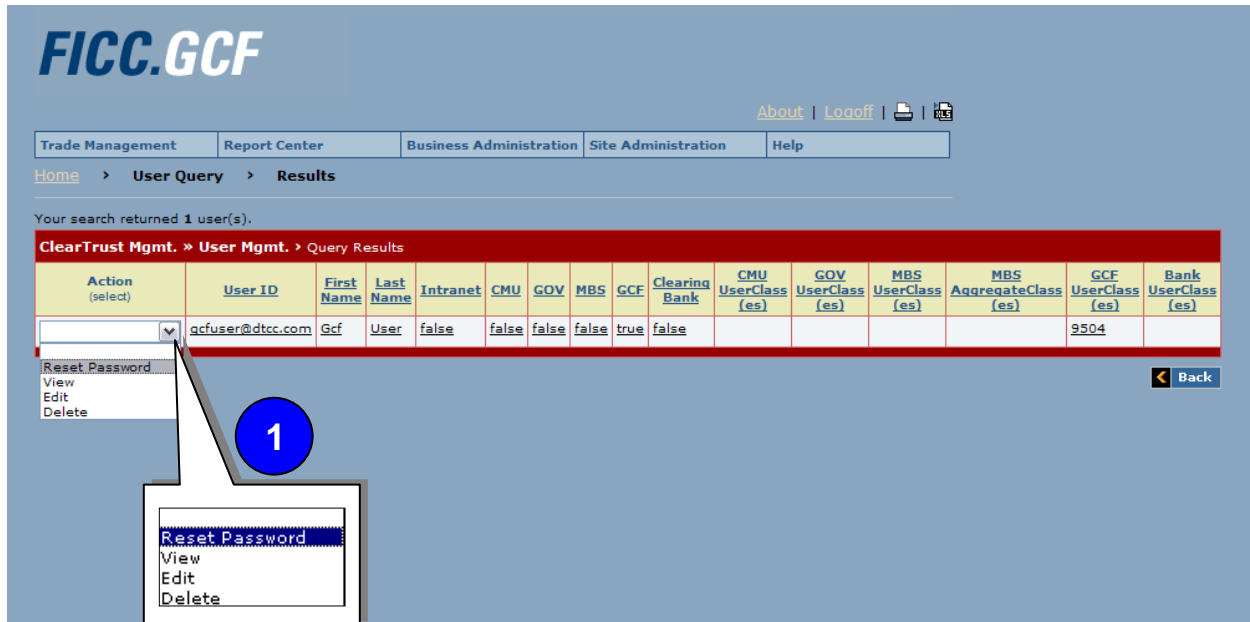 FICC.GCF
About | Logoff | | XLS
Trade Management Report Center Business Administration Site Administration Help
Home › User Query › Results
Your search returned 1 user(s).
ClearTrust Mgmt. » User Mgmt. › Query Results
Action (select) User ID First Name Last Name Intranet CMU GOV MBS GCF Clearing Bank CMU UserClass (es) GOV UserClass (es) MBS UserClass (es) MBS AggregateClass (es) GCF UserClass (es) Bank UserClass (es)
gcfuser@dtcc.com Gcf User false false false false true false 9504
Reset Password
View
Edit
Delete
Back
1
Reset Password
View
Edit
Delete